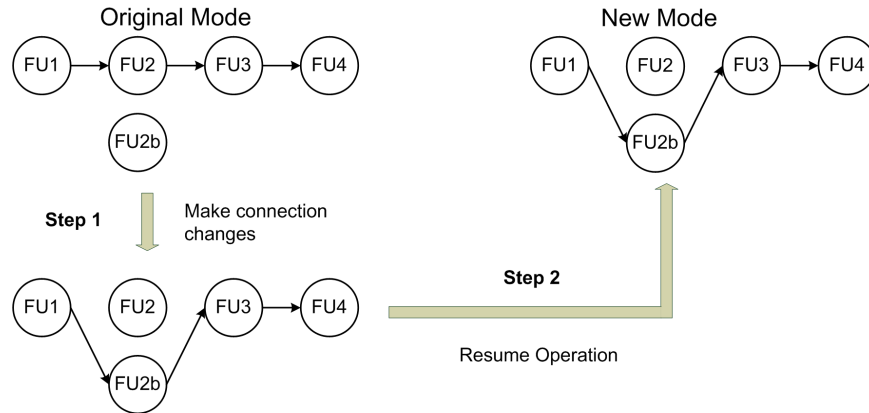 Original Mode
FU1 FU2 FU3 FU4
FU2b
Step 1
Make connection
changes
FU1 FU2 FU3 FU4
FU2b
New Mode
FU1 FU2 FU3 FU4
FU2b
Step 2
Resume Operation